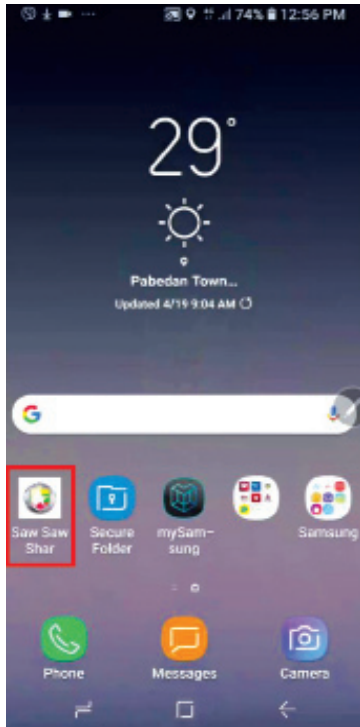 74% 12:56 PM
29°
Pabedan Town...
Updated 4/19 9:04 AM
G
Saw Saw
Shar
Secure
Folder
mySam-
sung
Samsung
Phone
Messages
Camera